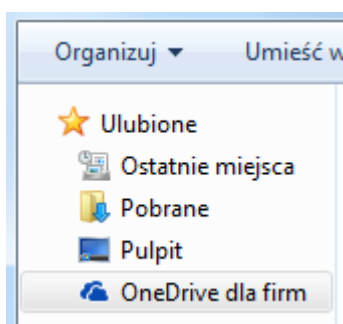 Organizuj Umieść w
Ulubione
Ostatnie miejsca
Pobrane
Pulpit
OneDrive dla firm